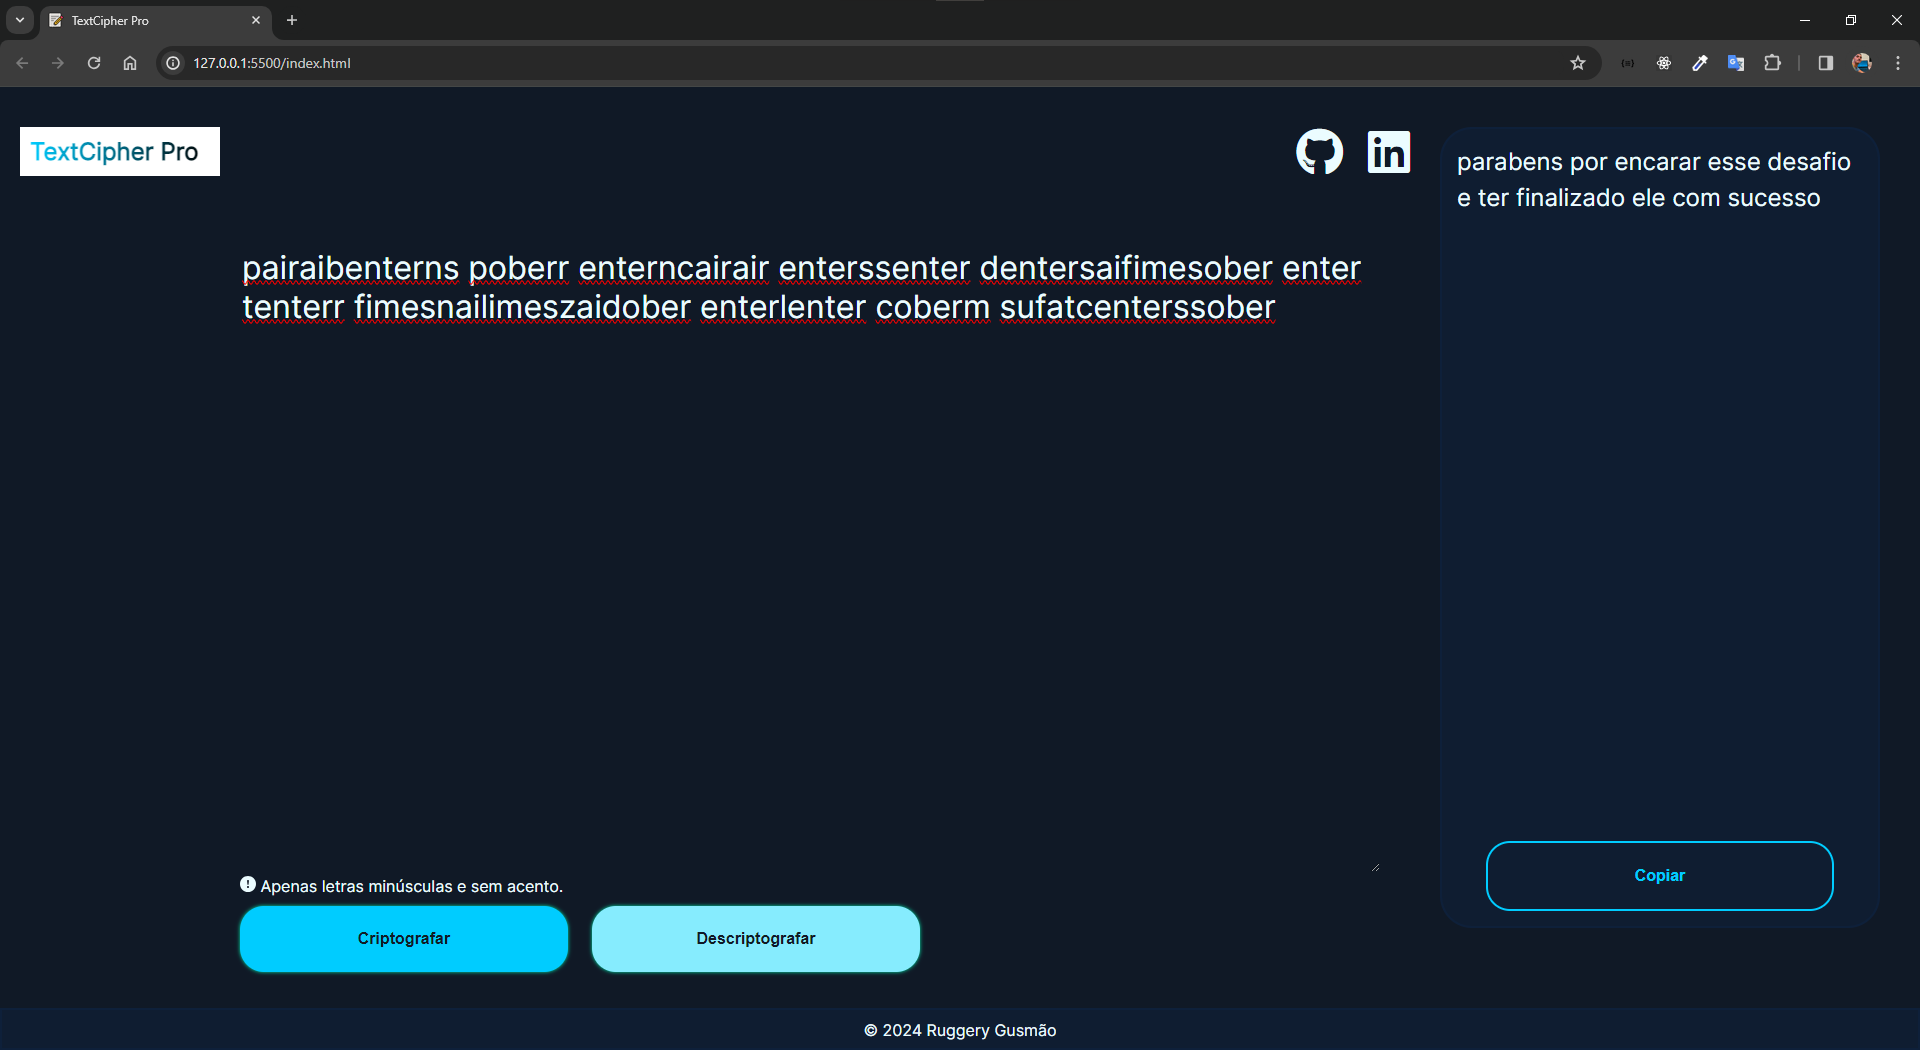 TextCipher Pro
127.0.0.1:5500/index.html
TextCipher Pro
in
parabens por encarar esse desafio
e ter finalizado ele com sucesso
pairaibenterns poberr enterncairair enterssenter dentersaifimesober enter
tenterr fimesnailimeszaidober enterlenter coberm sufatcenterssober
Apenas letras minúsculas e sem acento.
Criptografar
Descriptografar
Copiar
© 2024 Ruggery Gusmão